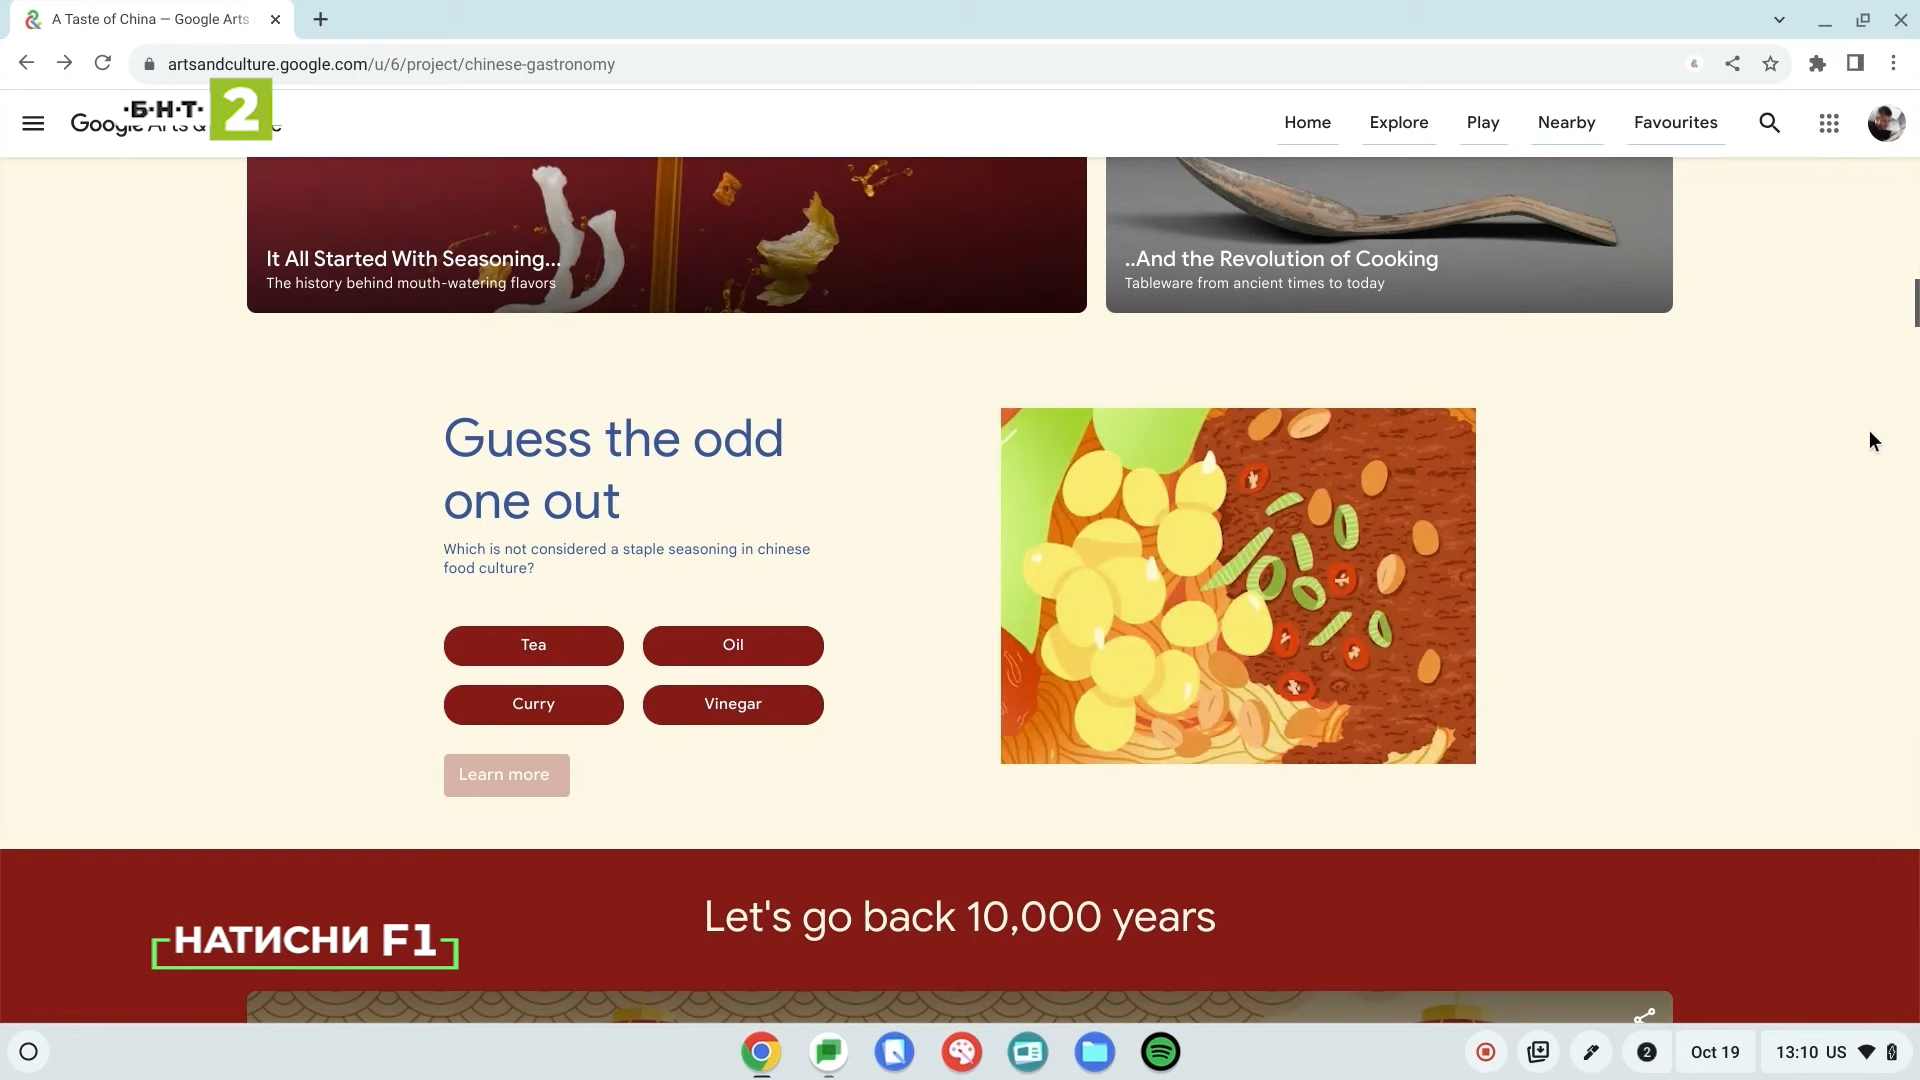 A Taste of China — Google Arts
artsandculture.google.com/u/6/project/chinese-gastronomy
·Б·Н·Т· 2
Google Arts &
Home
Explore
Play
Nearby
Favourites
It All Started With Seasoning...
The history behind mouth-watering flavors
..And the Revolution of Cooking
Tableware from ancient times to today
Guess the odd
one out
Which is not considered a staple seasoning in chinese
food culture?
Tea
Oil
Curry
Vinegar
Learn more
Let's go back 10,000 years
НАТИСНИ F1
2
Oct 19
13:10 US